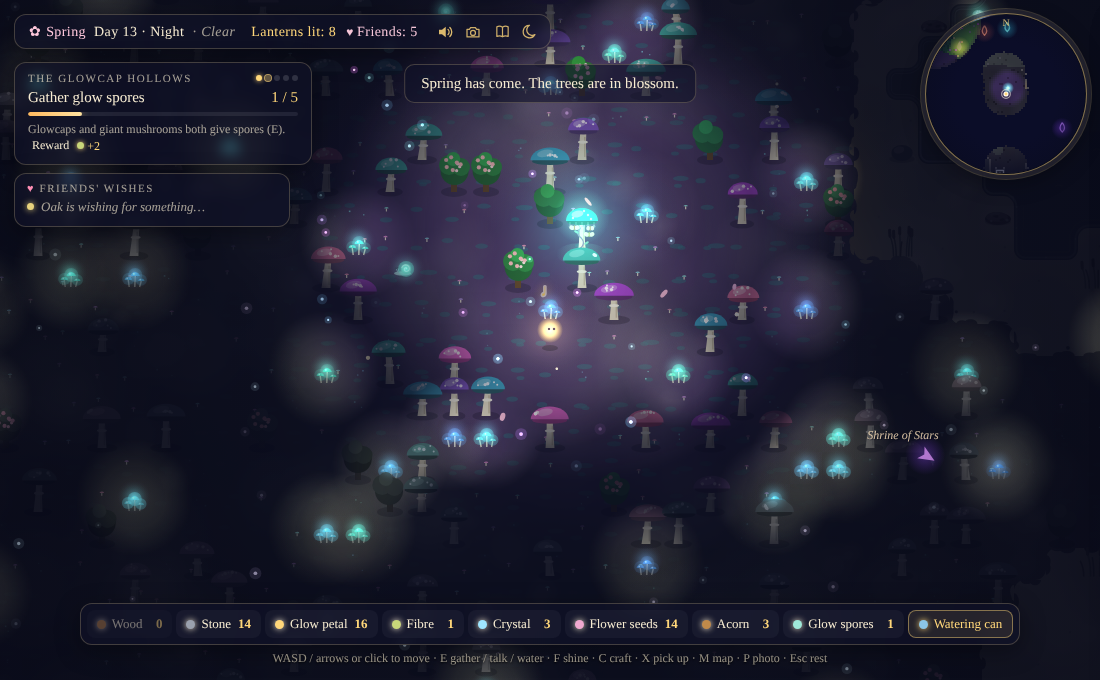 ✿ Spring Day 13 · Night · Clear Lanterns lit: 8 ♥ Friends: 5
THE GLOWCAP HOLLOWS
Gather glow spores 1 / 5
Glowcaps and giant mushrooms both give spores (E).
Reward +2
♥ FRIENDS' WISHES
Oak is wishing for something…
Spring has come. The trees are in blossom.
N
Shrine of Stars
Wood 0 Stone 14 Glow petal 16 Fibre 1 Crystal 3 Flower seeds 14 Acorn 3 Glow spores 1 Watering can
WASD / arrows or click to move · E gather / talk / water · F shine · C craft · X pick up · M map · P photo · Esc rest